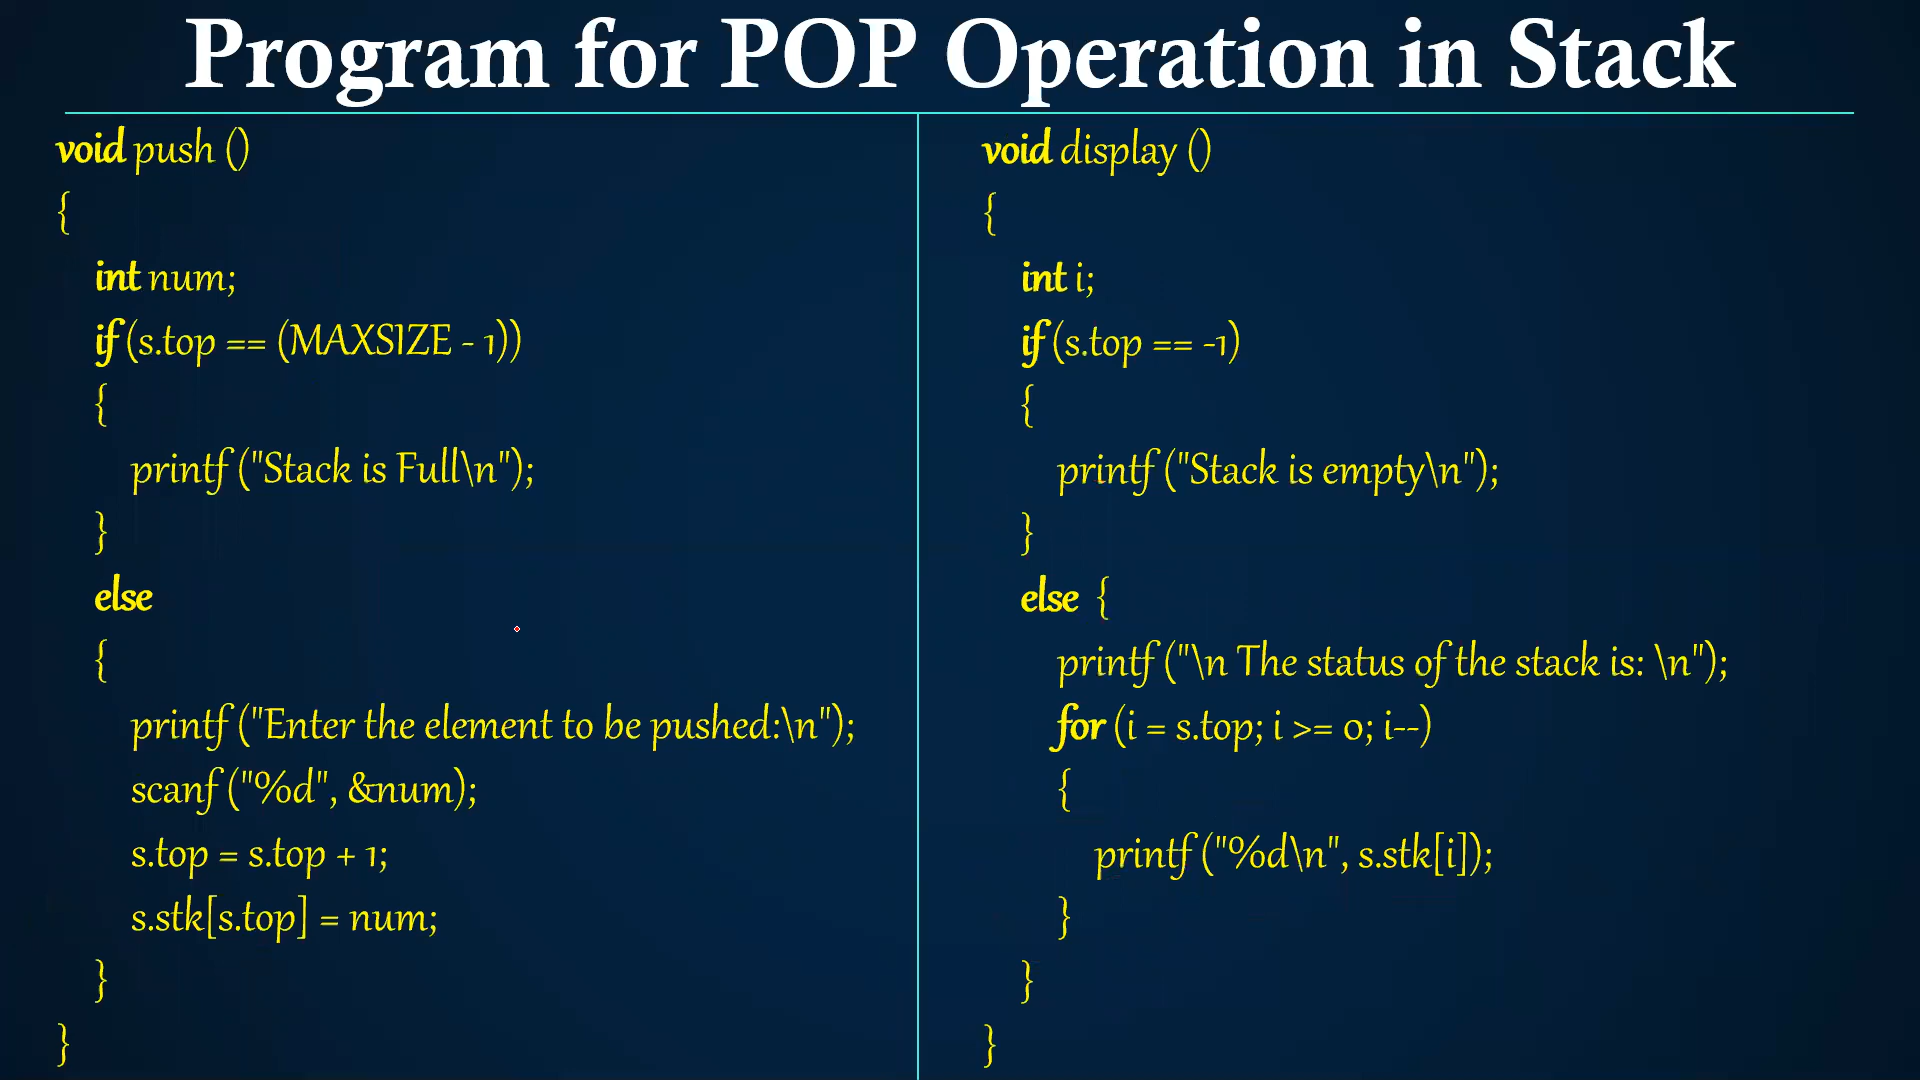 Program for POP Operation in Stack
void push ()
{
int num;
if (s.top == (MAXSIZE - 1))
{
printf ("Stack is Full\n");
}
else
{
printf ("Enter the element to be pushed:\n");
scanf ("%d", &num);
s.top = s.top + 1;
s.stk[s.top] = num;
}
}
void display ()
{
int i;
if (s.top == -1)
{
printf ("Stack is empty\n");
}
else {
printf ("\n The status of the stack is: \n");
for (i = s.top; i >= 0; i--)
{
printf ("%d\n", s.stk[i]);
}
}
}